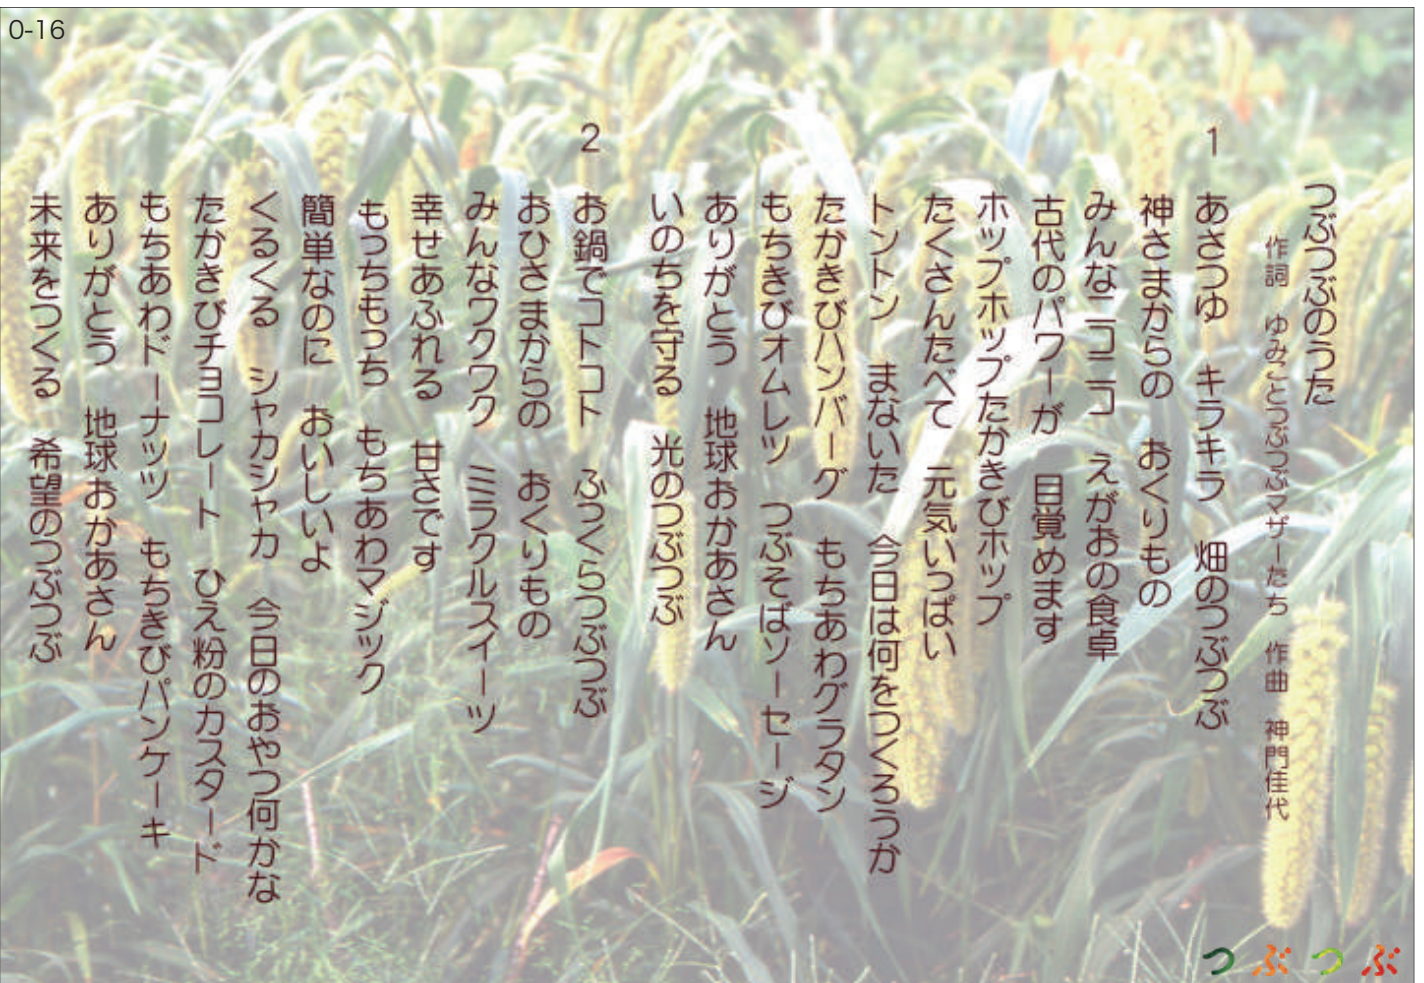 0-16
つぶつぶのうた
作詞　ゆみことつぶつぶマザーたち　作曲　神門佳代
1
あさつゆ　キラキラ　畑のつぶつぶ
神さまからの　おくりもの
みんなニコニコ　えがおの食卓
古代のパワーが　目覚めます
ホップホップたかきびホップ
たくさんたべて　元気いっぱい
トントン　まないた　今日は何をつくろうか
たかきびハンバーグ　もちあわグラタン
もちきびオムレツ　つぶそばソーセージ
ありがとう　地球おかあさん
いのちを守る　光のつぶつぶ
2
お鍋でコトコト　ふっくらつぶつぶ
おひさまからの　おくりもの
みんなワクワク　ミラクルスイーツ
幸せあふれる　甘さです
もっちもっち　もちあわマジック
簡単なのに　おいしいよ
くるくる　シャカシャカ　今日のおやつ何かな
たかきびチョコレート　ひえ粉のカスタード
もちあわドーナッツ　もちきびパンケーキ
ありがとう　地球おかあさん
未来をつくる　希望のつぶつぶ
つぶつぶ